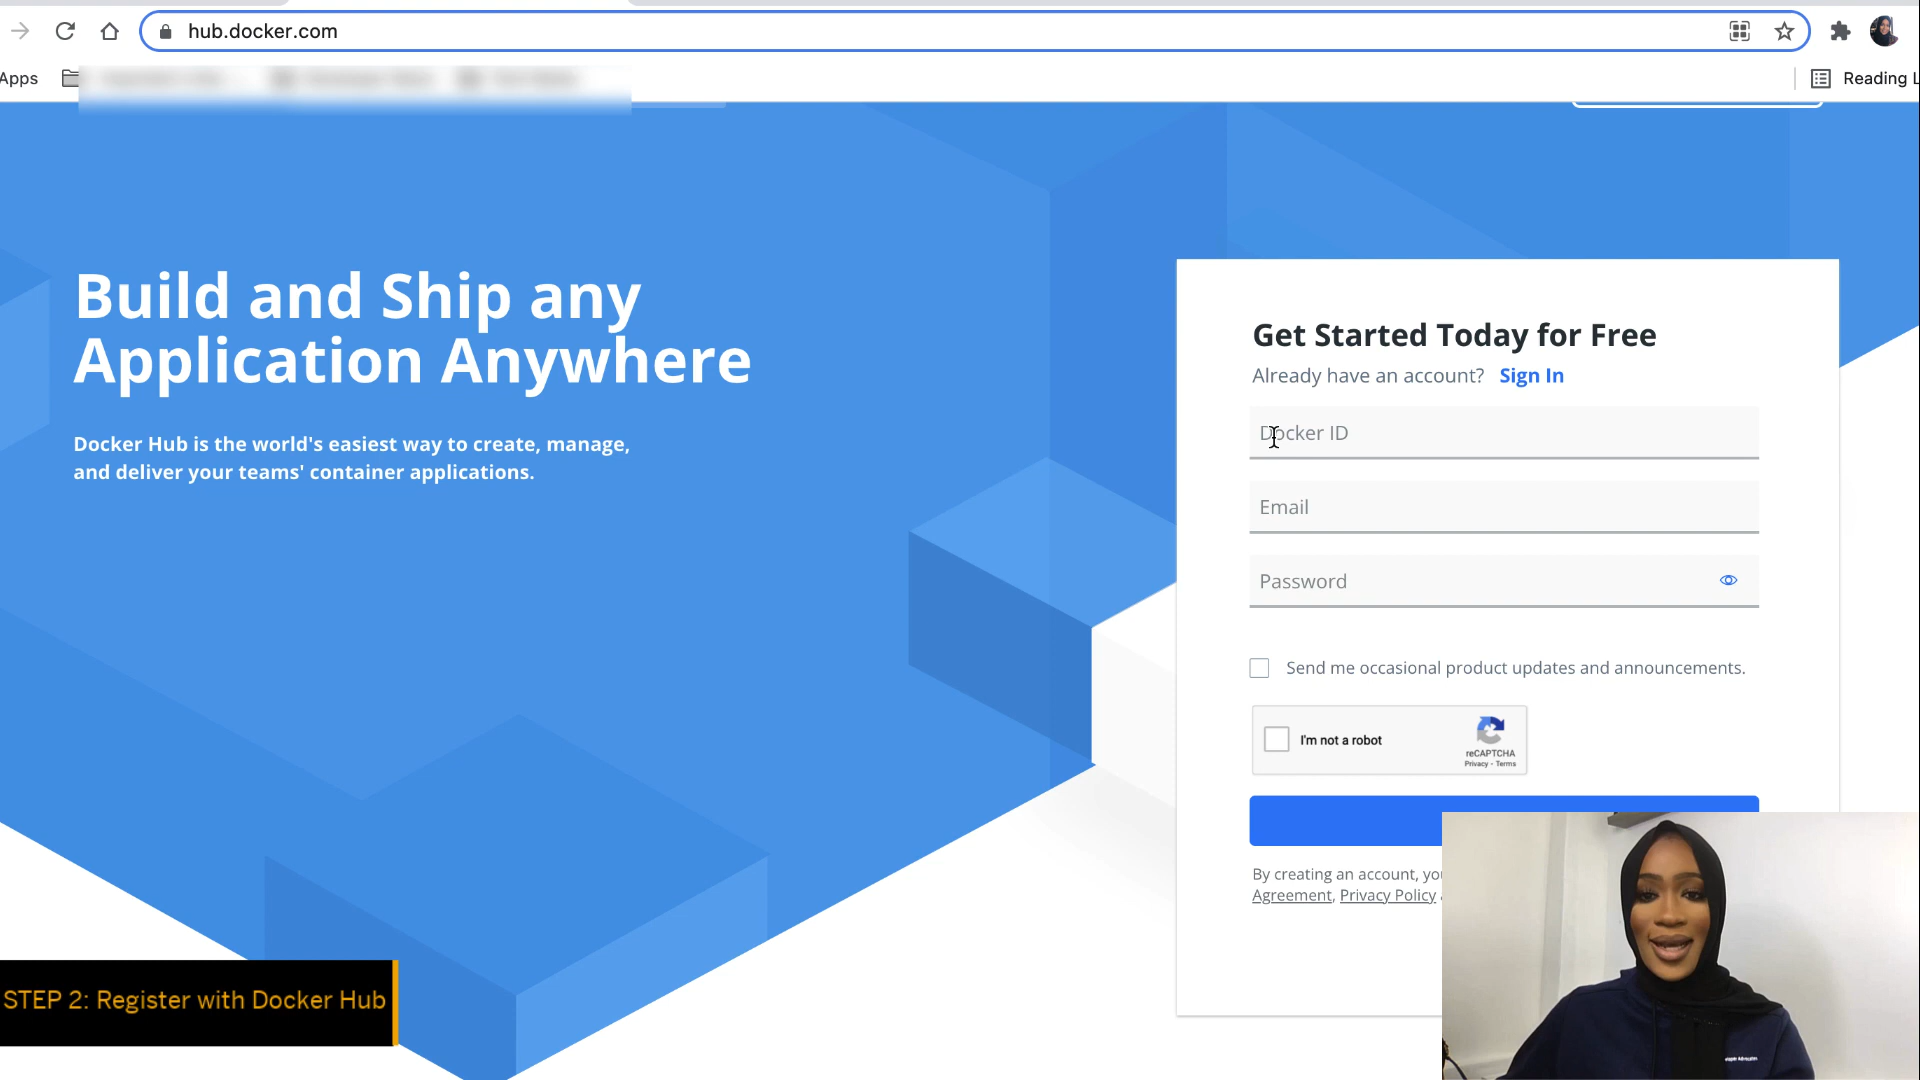 hub.docker.com
Apps
Reading L
Build and Ship any
Application Anywhere
Docker Hub is the world's easiest way to create, manage,
and deliver your teams' container applications.
Get Started Today for Free
Already have an account? Sign In
Docker ID
Email
Password
Send me occasional product updates and announcements.
I'm not a robot
reCAPTCHA
Privacy - Terms
By creating an account, yo
Agreement, Privacy Policy
STEP 2: Register with Docker Hub